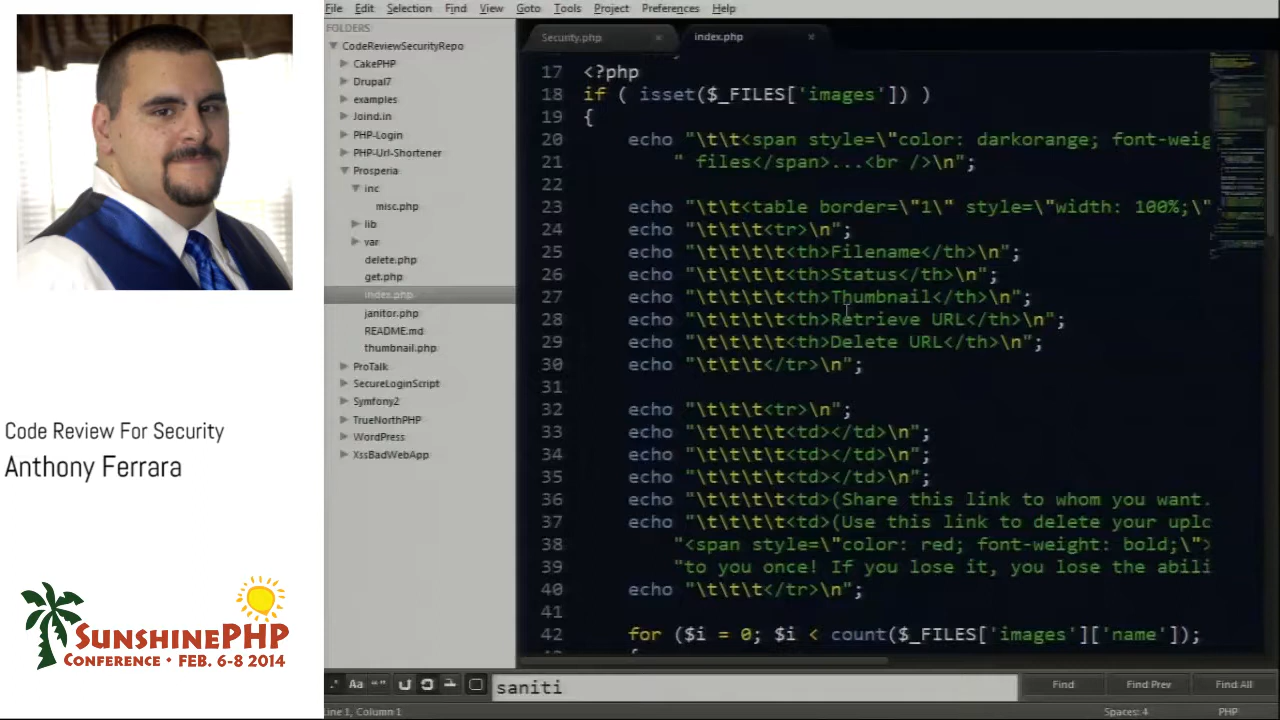 File Edit Selection Find View Goto Tools Project Preferences Help
FOLDERS
CodeReviewSecurityRepo
CakePHP
Drupal7
examples
Joind.in
PHP-Login
PHP-Url-Shortener
Prosperia
inc
misc.php
lib
var
delete.php
get.php
index.php
janitor.php
README.md
thumbnail.php
ProTalk
SecureLoginScript
Symfony2
TrueNorthPHP
WordPress
XssBadWebApp
Security.php × index.php ×
17 <?php
18 if ( isset($_FILES['images']) )
19 {
20 echo "\t\t<span style=\"color: darkorange; font-weig
21 " files</span>...<br />\n";
22
23 echo "\t\t<table border=\"1\" style=\"width: 100%;\"
24 echo "\t\t\t<tr>\n";
25 echo "\t\t\t\t<th>Filename</th>\n";
26 echo "\t\t\t\t<th>Status</th>\n";
27 echo "\t\t\t\t<th>Thumbnail</th>\n";
28 echo "\t\t\t\t<th>Retrieve URL</th>\n";
29 echo "\t\t\t\t<th>Delete URL</th>\n";
30 echo "\t\t\t</tr>\n";
31
32 echo "\t\t\t<tr>\n";
33 echo "\t\t\t\t<td></td>\n";
34 echo "\t\t\t\t<td></td>\n";
35 echo "\t\t\t\t<td></td>\n";
36 echo "\t\t\t\t<td>(Share this link to whom you want.
37 echo "\t\t\t\t<td>(Use this link to delete your uplo
38 "<span style=\"color: red; font-weight: bold;\">
39 "to you once! If you lose it, you lose the abili
40 echo "\t\t\t</tr>\n";
41
42 for ($i = 0; $i < count($_FILES['images']['name']);
Code Review For Security
Anthony Ferrara
SUNSHINEPHP
CONFERENCE • FEB. 6-8 2014
.* Aa “” saniti Find Find Prev Find All
Line 1, Column 1 Spaces: 4 PHP